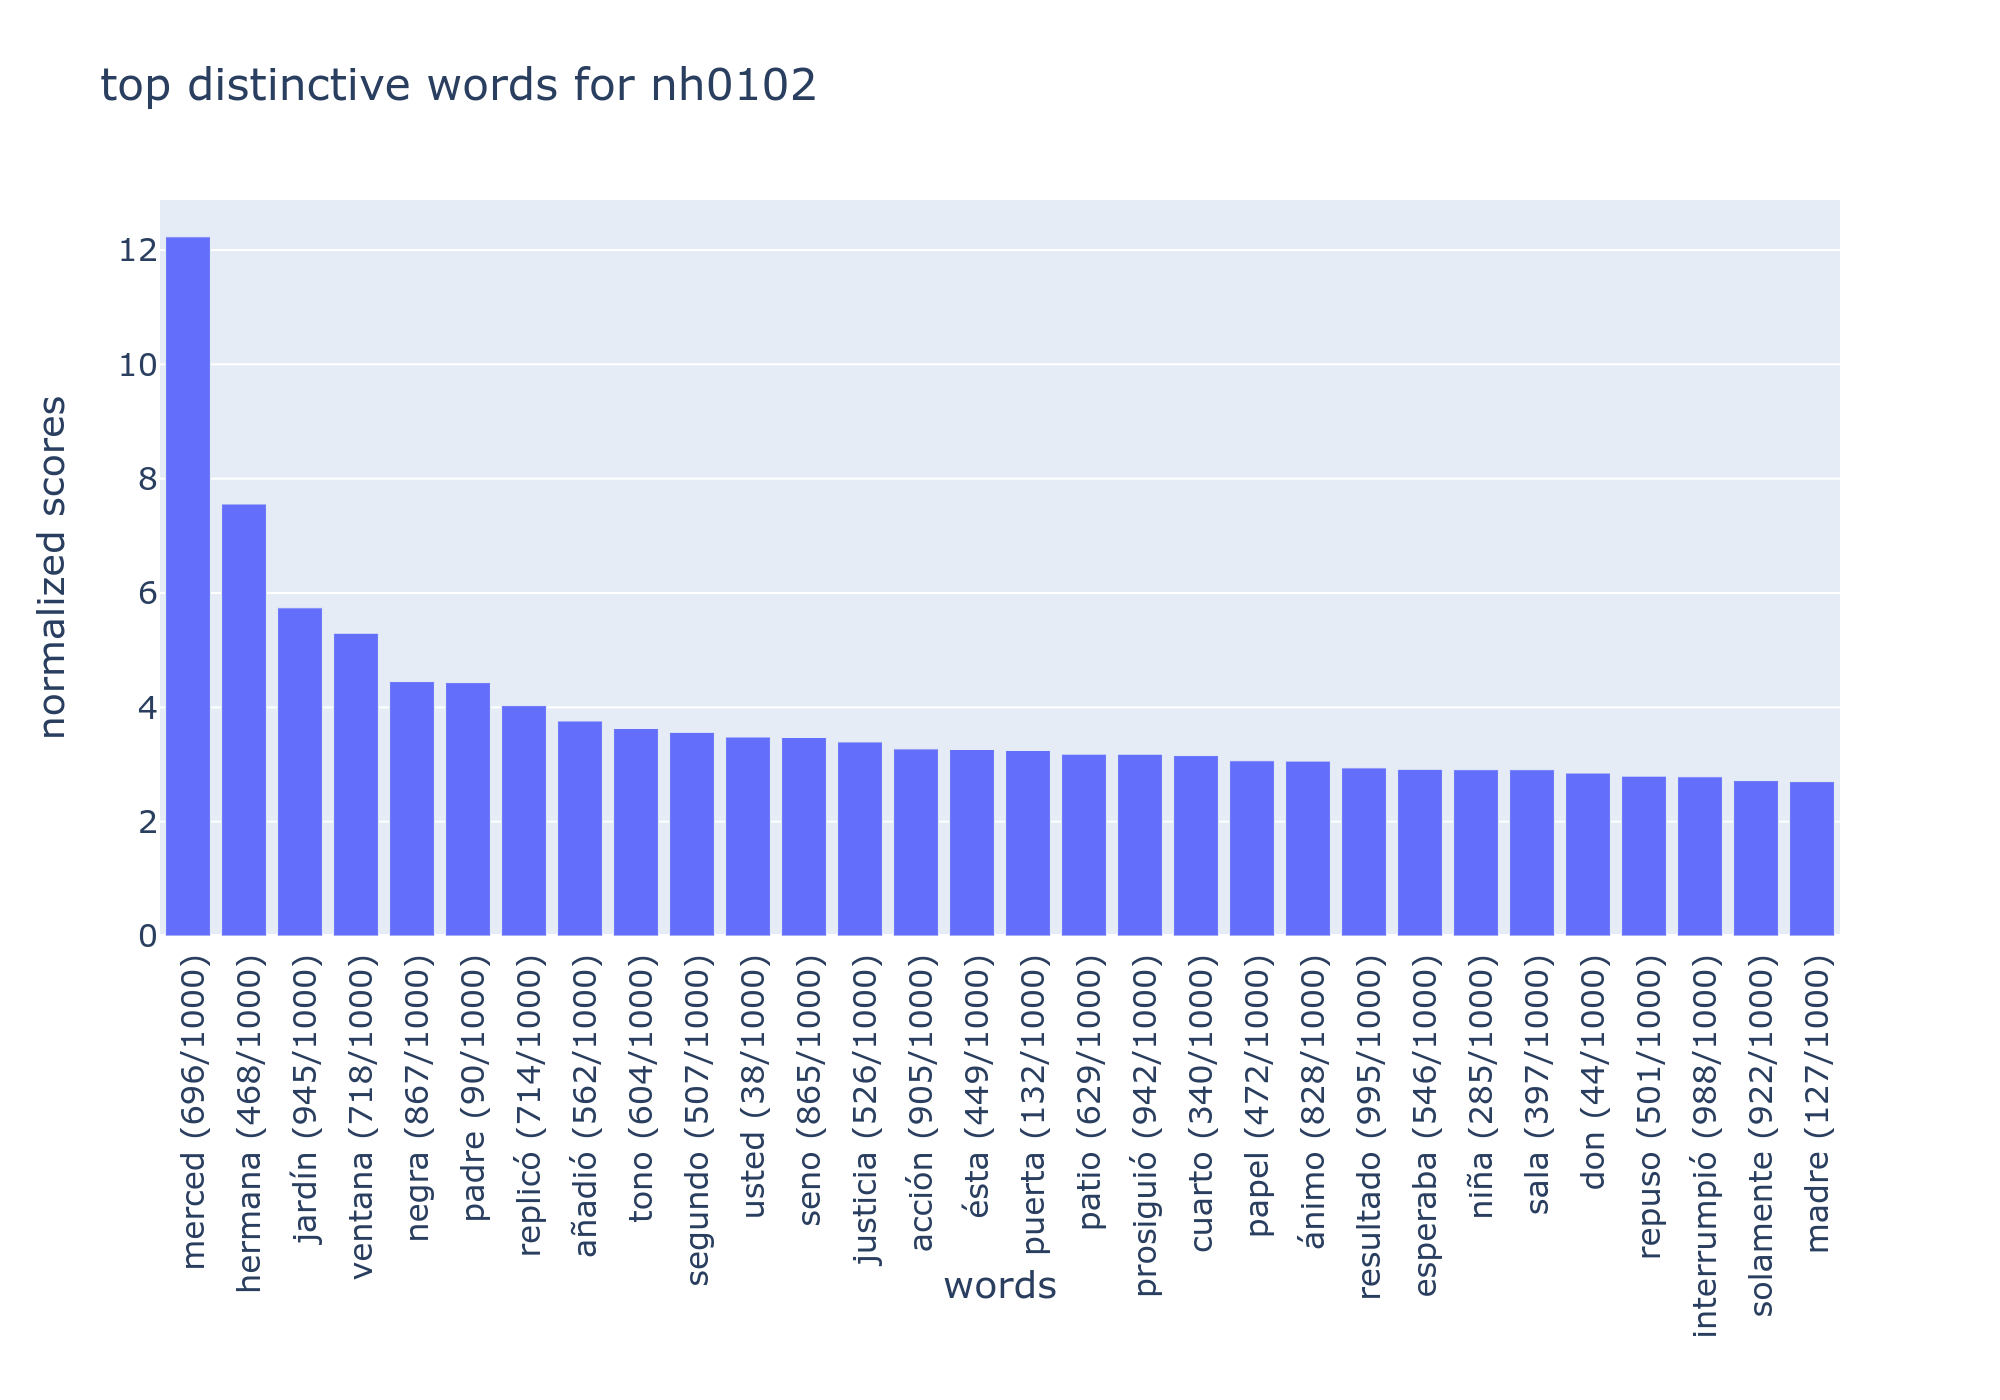 top distinctive words for nh0102
normalized scores
12
10
8
6
4
2
0
merced (696/1000)
hermana (468/1000)
jardín (945/1000)
ventana (718/1000)
negra (867/1000)
padre (90/1000)
replicó (714/1000)
añadió (562/1000)
tono (604/1000)
segundo (507/1000)
usted (38/1000)
seno (865/1000)
justicia (526/1000)
acción (905/1000)
ésta (449/1000)
puerta (132/1000)
patio (629/1000)
prosiguió (942/1000)
cuarto (340/1000)
papel (472/1000)
ánimo (828/1000)
resultado (995/1000)
esperaba (546/1000)
niña (285/1000)
sala (397/1000)
don (44/1000)
repuso (501/1000)
interrumpió (988/1000)
solamente (922/1000)
madre (127/1000)
words